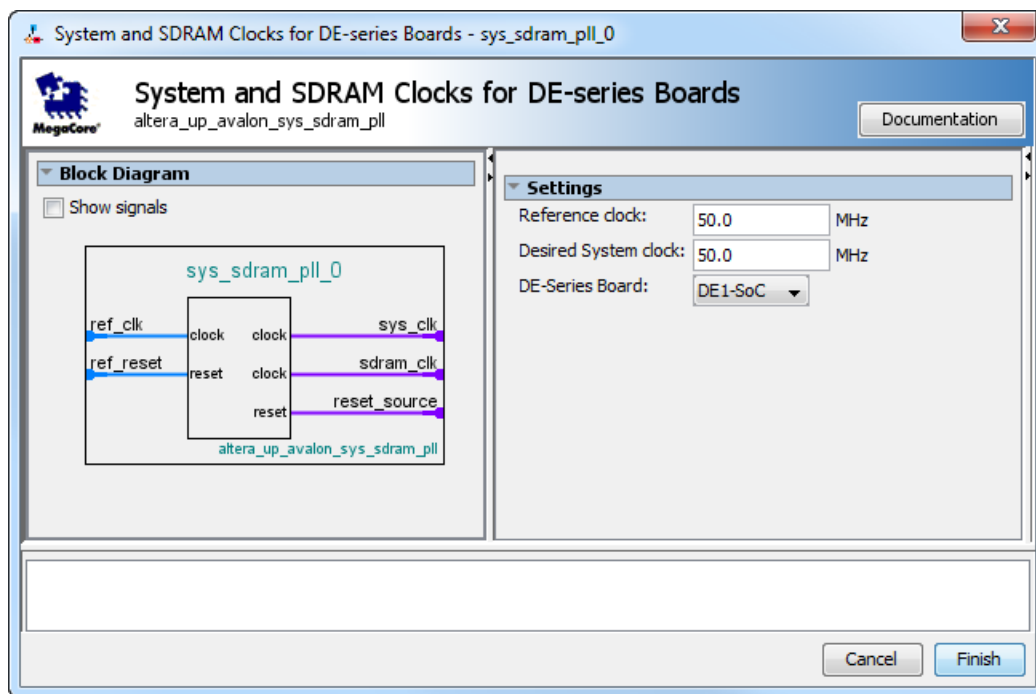 System and SDRAM Clocks for DE-series Boards - sys_sdram_pll_0
X
System and SDRAM Clocks for DE-series Boards
altera_up_avalon_sys_sdram_pll
MegaCore®
Documentation
Block Diagram
Show signals
sys_sdram_pll_0
ref_clk
clock
clock
sys_clk
ref_reset
reset
clock
sdram_clk
reset
reset_source
altera_up_avalon_sys_sdram_pll
Settings
Reference clock: 50.0 MHz
Desired System clock: 50.0 MHz
DE-Series Board: DE1-SoC
Cancel
Finish